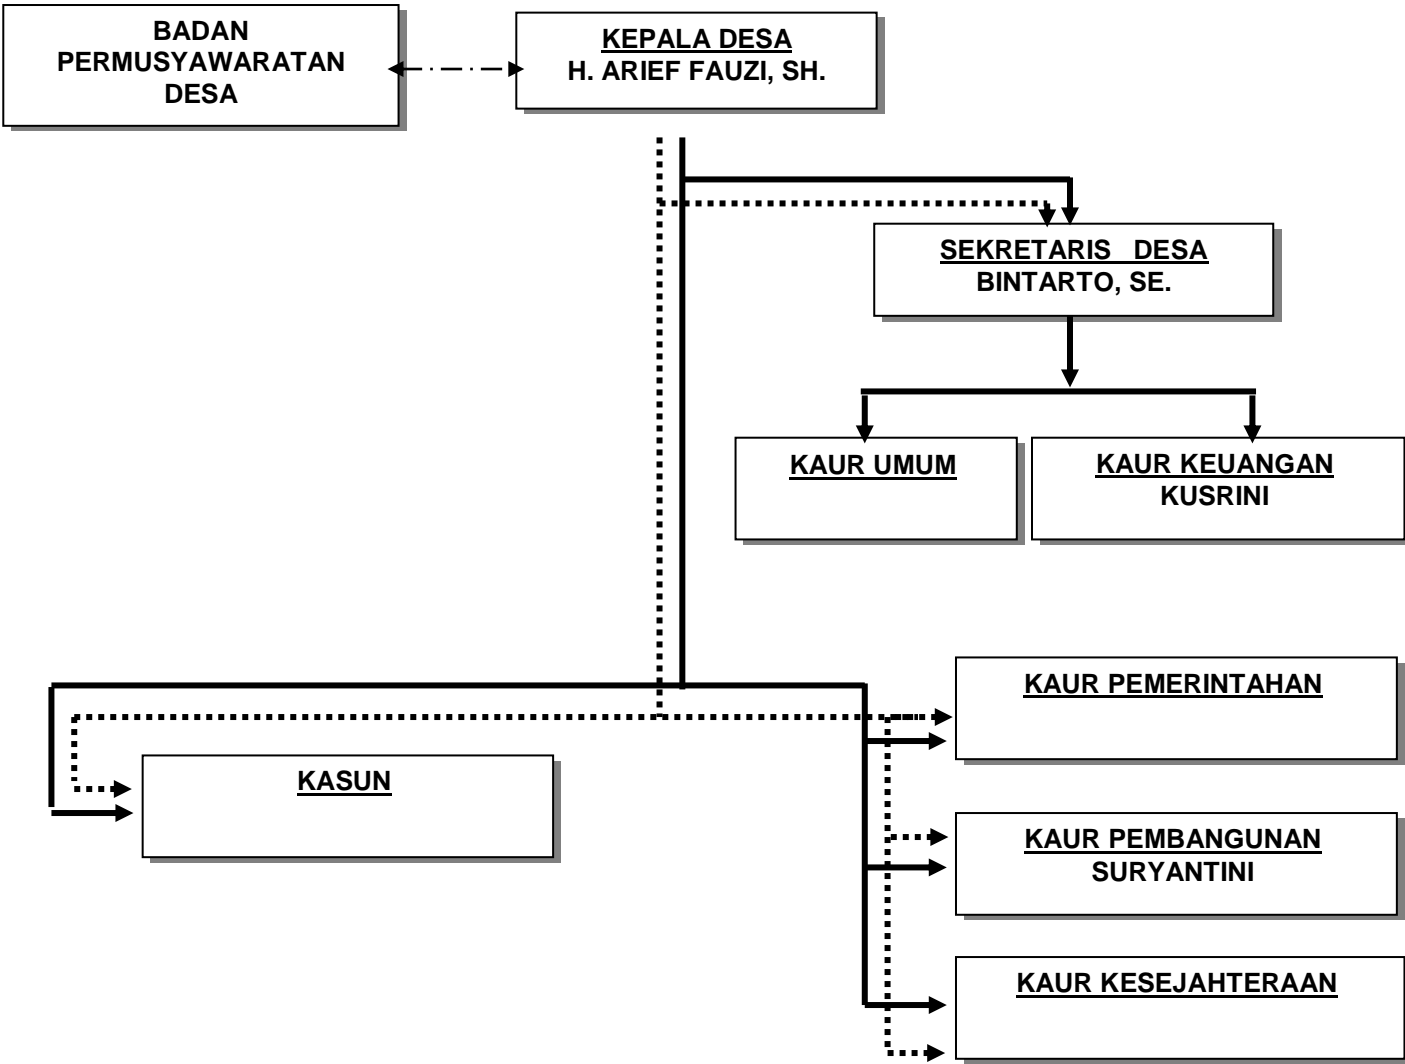 BADAN
PERMUSYAWARATAN
DESA
KEPALA DESA
H. ARIEF FAUZI, SH.
SEKRETARIS DESA
BINTARTO, SE.
KAUR UMUM
KAUR KEUANGAN
KUSRINI
KAUR PEMERINTAHAN
KASUN
KAUR PEMBANGUNAN
SURYANTINI
KAUR KESEJAHTERAAN